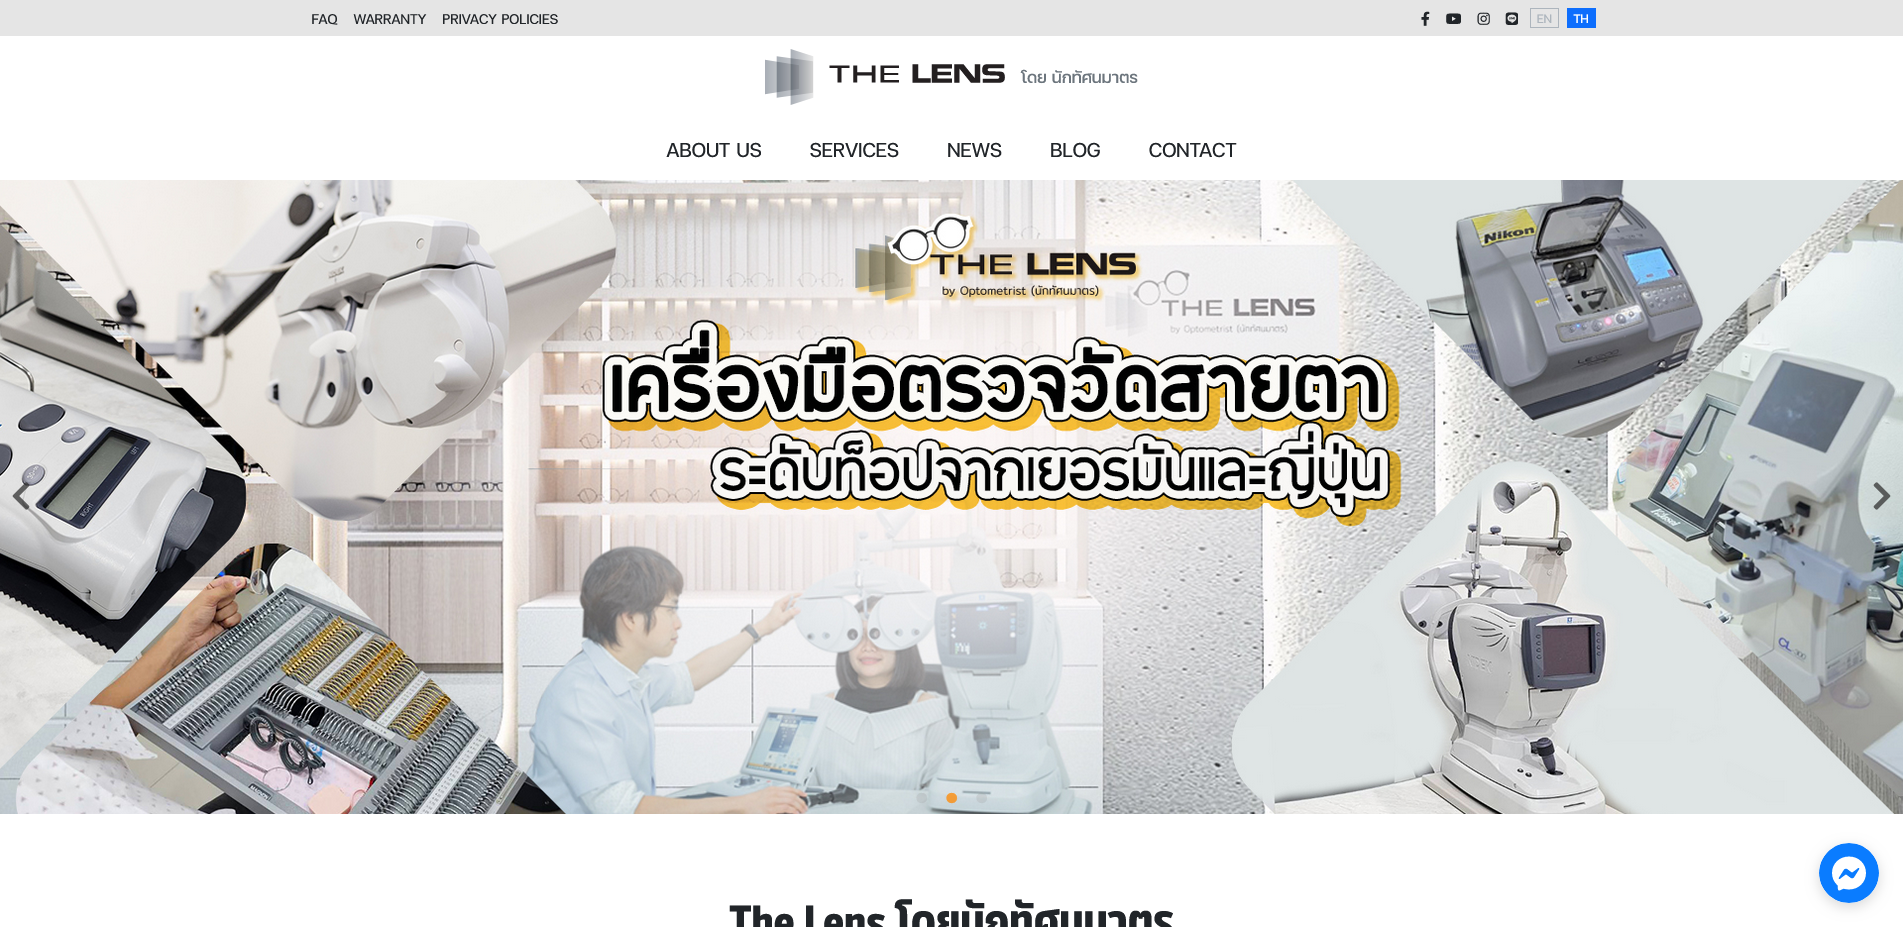 FAQ WARRANTY PRIVACY POLICIES EN TH
THE LENS โดย นักทัศนมาตร
ABOUT US SERVICES NEWS BLOG CONTACT
THE LENS
by Optometrist (นักทัศนมาตร)
THE LENS
by Optometrist (นักทัศนมาตร)
Nikon
เครื่องมือตรวจวัดสายตา
ระดับท็อปจากเยอรมันและญี่ปุ่น
RIGHT
The Lens โดยนักทัศนมาตร